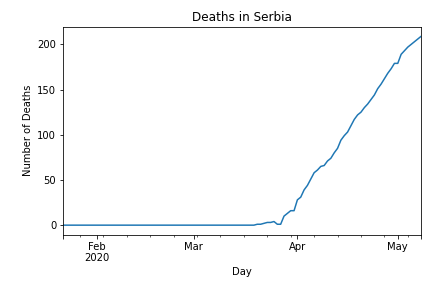 Deaths in Serbia
200
150
100
50
0
Number of Deaths
Feb
2020
Mar
Apr
May
Day